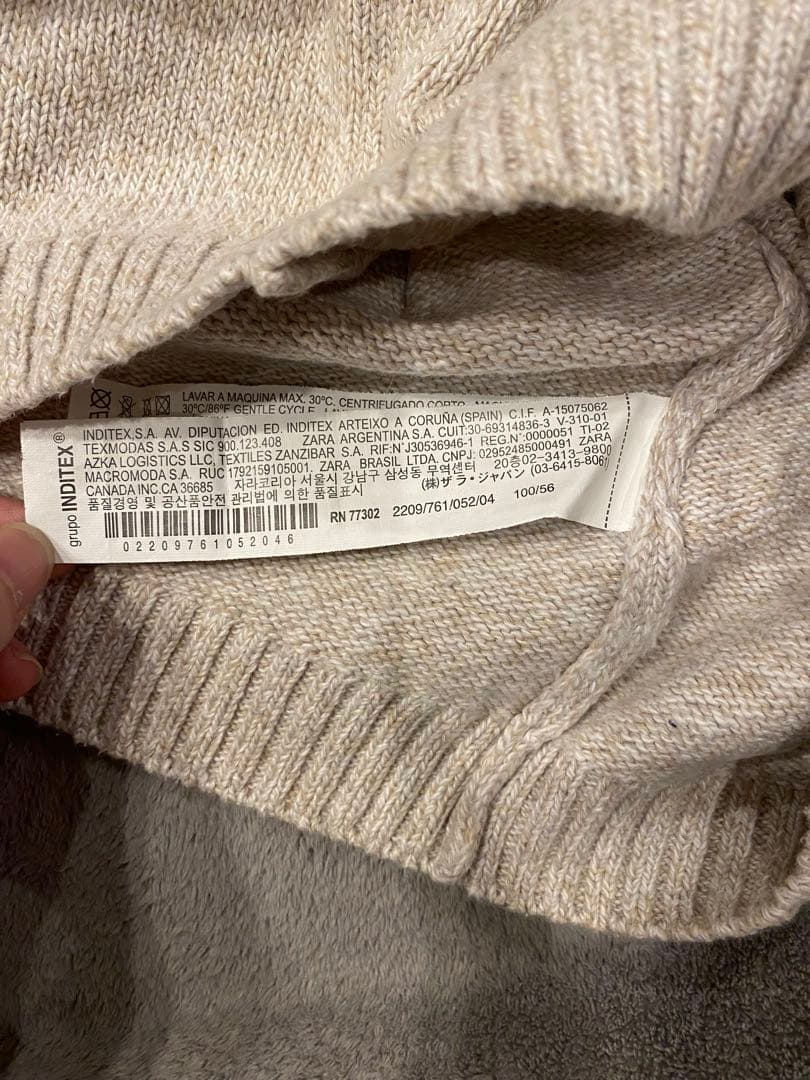 LAVAR A MAQUINA MAX. 30ºC, CENTRIFUGADO CORTO
30ºC/86ºF GENTLE CYCLE
grupo INDITEX®
INDITEX,S.A. AV. DIPUTACION ED. INDITEX ARTEIXO A CORUÑA (SPAIN) C.I.F. A-15075062
TEXMODAS S.A.S SIC 900.123.408 ZARA ARGENTINA S.A. CUIT:30-69314836-3 V-310-01
AZKA LOGISTICS LLC, TEXTILES ZANZIBAR S.A. RIF:N°J30536946-1 REG.N°:0000051 TI-02
MACROMODA S.A. RUC 1792159105001. ZARA BRASIL LTDA. CNPJ: 02952485000491 ZARA
CANADA INC.CA 36685 자라코리아 서울시 강남구 삼성동 무역센터 20층02-3413-9800
품질경영 및 공산품안전 관리법에 의한 품질표시 (株)ザラ・ジャパン (03-6415-8061
RN 77302 2209/761/052/04 100/56
02209761052046